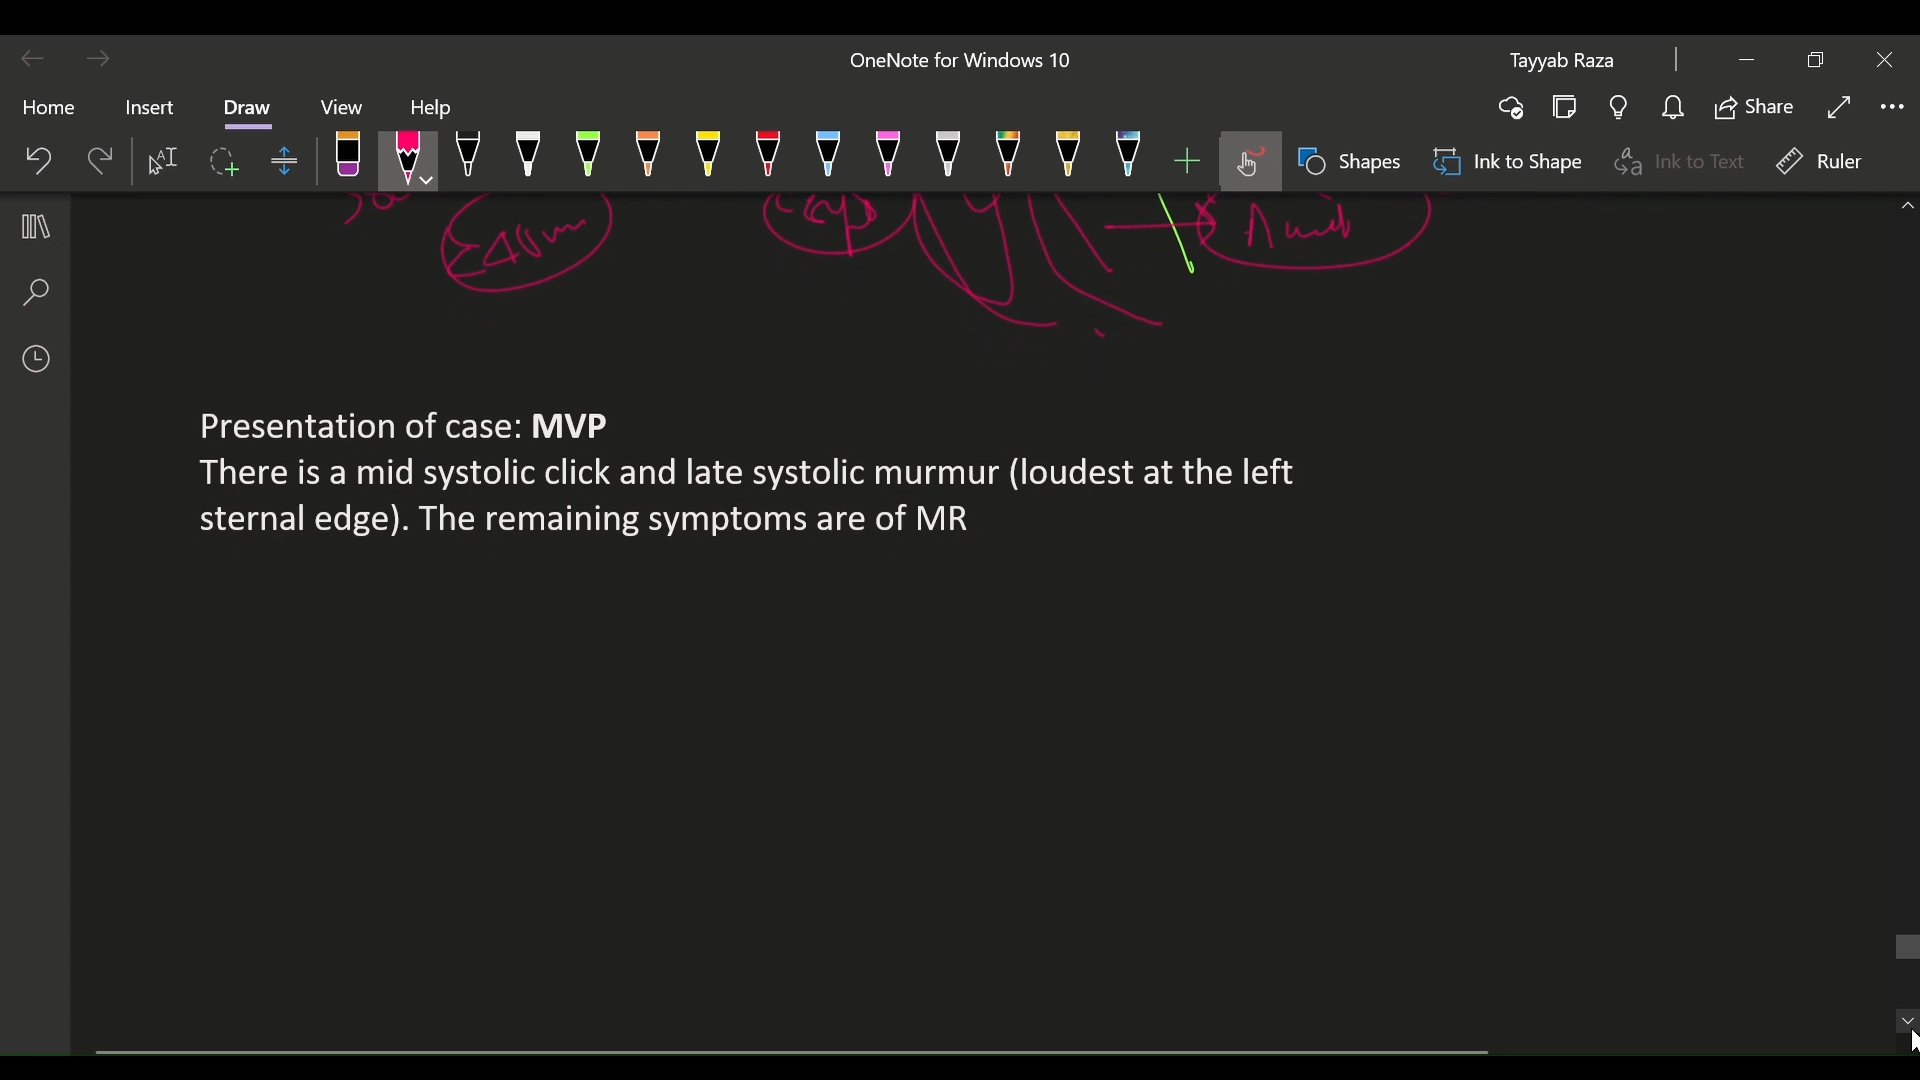 OneNote for Windows 10
Tayyab Raza
Home Insert Draw View Help
Share
Shapes Ink to Shape Ink to Text Ruler
Presentation of case: MVP
There is a mid systolic click and late systolic murmur (loudest at the left
sternal edge). The remaining symptoms are of MR